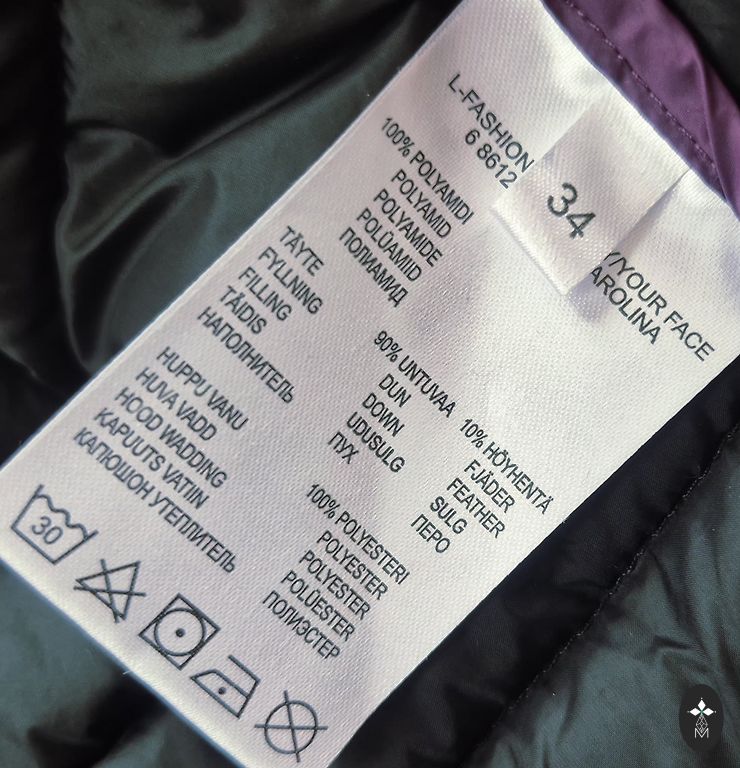 L-FASHION
6 8612
34
/YOUR FACE
AROLINA
100% POLYAMIDI
POLYAMID
POLYAMIDE
POLÜAMIID
ПОЛИАМИД
TÄYTE
FYLLNING
FILLING
TÄIDIS
НАПОЛНИТЕЛЬ
90% UNTUVAA
DUN
DOWN
UDUSULG
ПУХ
10% HÖYHENTÄ
FJÄDER
FEATHER
SULG
ПЕРО
HUPPU VANU
HUVA VADD
HOOD WADDING
KAPUUTS VATIIN
КАПЮШОН УТЕПЛИТЕЛЬ
100% POLYESTERI
POLYESTER
POLYESTER
POLÜESTER
ПОЛИЭСТЕР
30